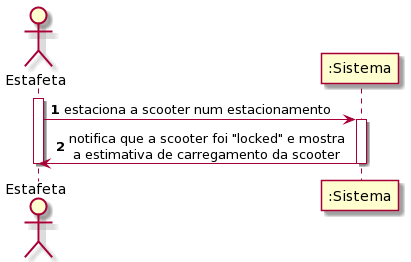 Estafeta
:Sistema
1 estaciona a scooter num estacionamento
2 notifica que a scooter foi "locked" e mostra
a estimativa de carregamento da scooter
Estafeta
:Sistema